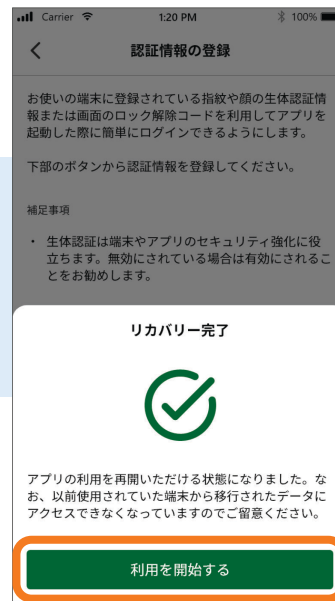 Carrier 1:20 PM 100%
認証情報の登録
お使いの端末に登録されている指紋や顔の生体認証情
報または画面のロック解除コードを利用してアプリを
起動した際に簡単にログインできるようにします。
下部のボタンから認証情報を登録してください。
補足事項
・ 生体認証は端末やアプリのセキュリティ強化に役
立ちます。無効にされている場合は有効にされるこ
とをお勧めします。
リカバリー完了
アプリの利用を再開いただける状態になりました。な
お、以前使用されていた端末から移行されたデータに
アクセスできなくなっていますのでご留意ください。
利用を開始する